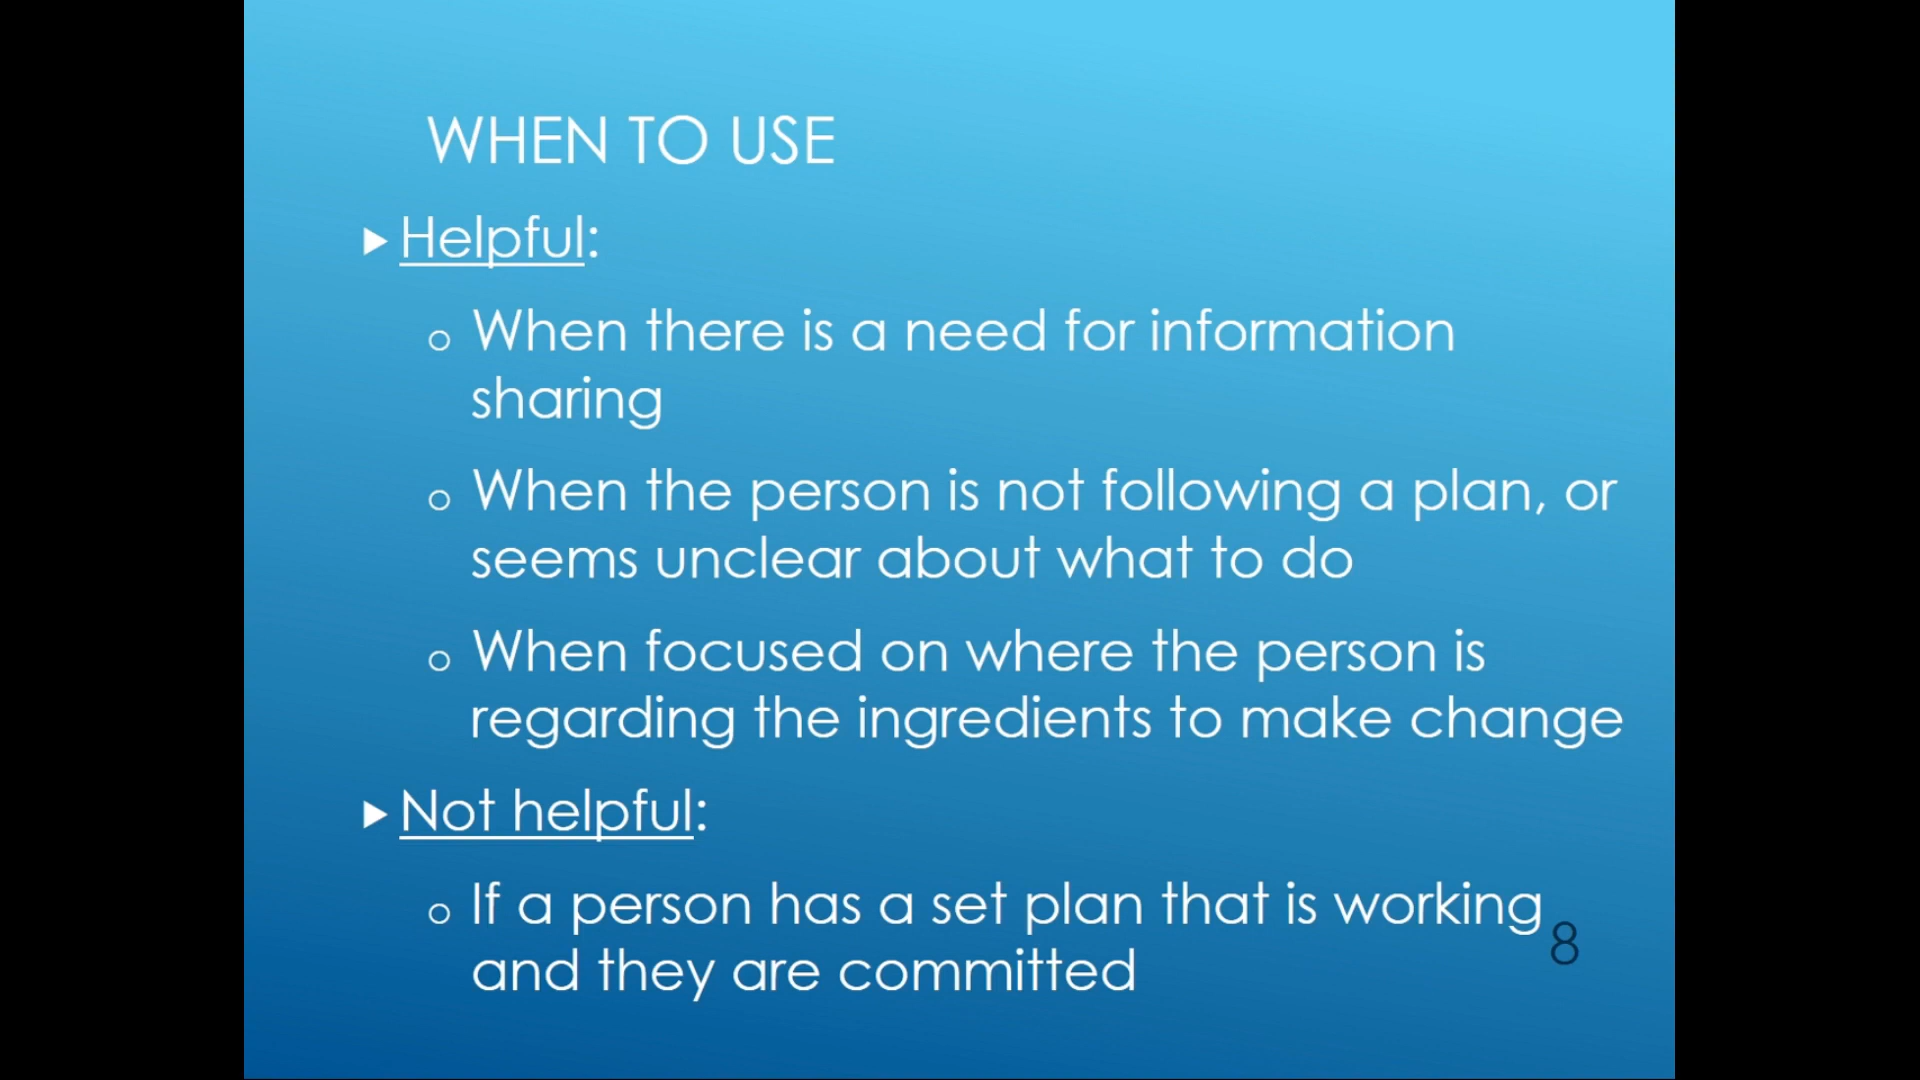 WHEN TO USE
▶ Helpful:
o When there is a need for information
sharing
o When the person is not following a plan, or
seems unclear about what to do
o When focused on where the person is
regarding the ingredients to make change
▶ Not helpful:
o If a person has a set plan that is working
and they are committed
8